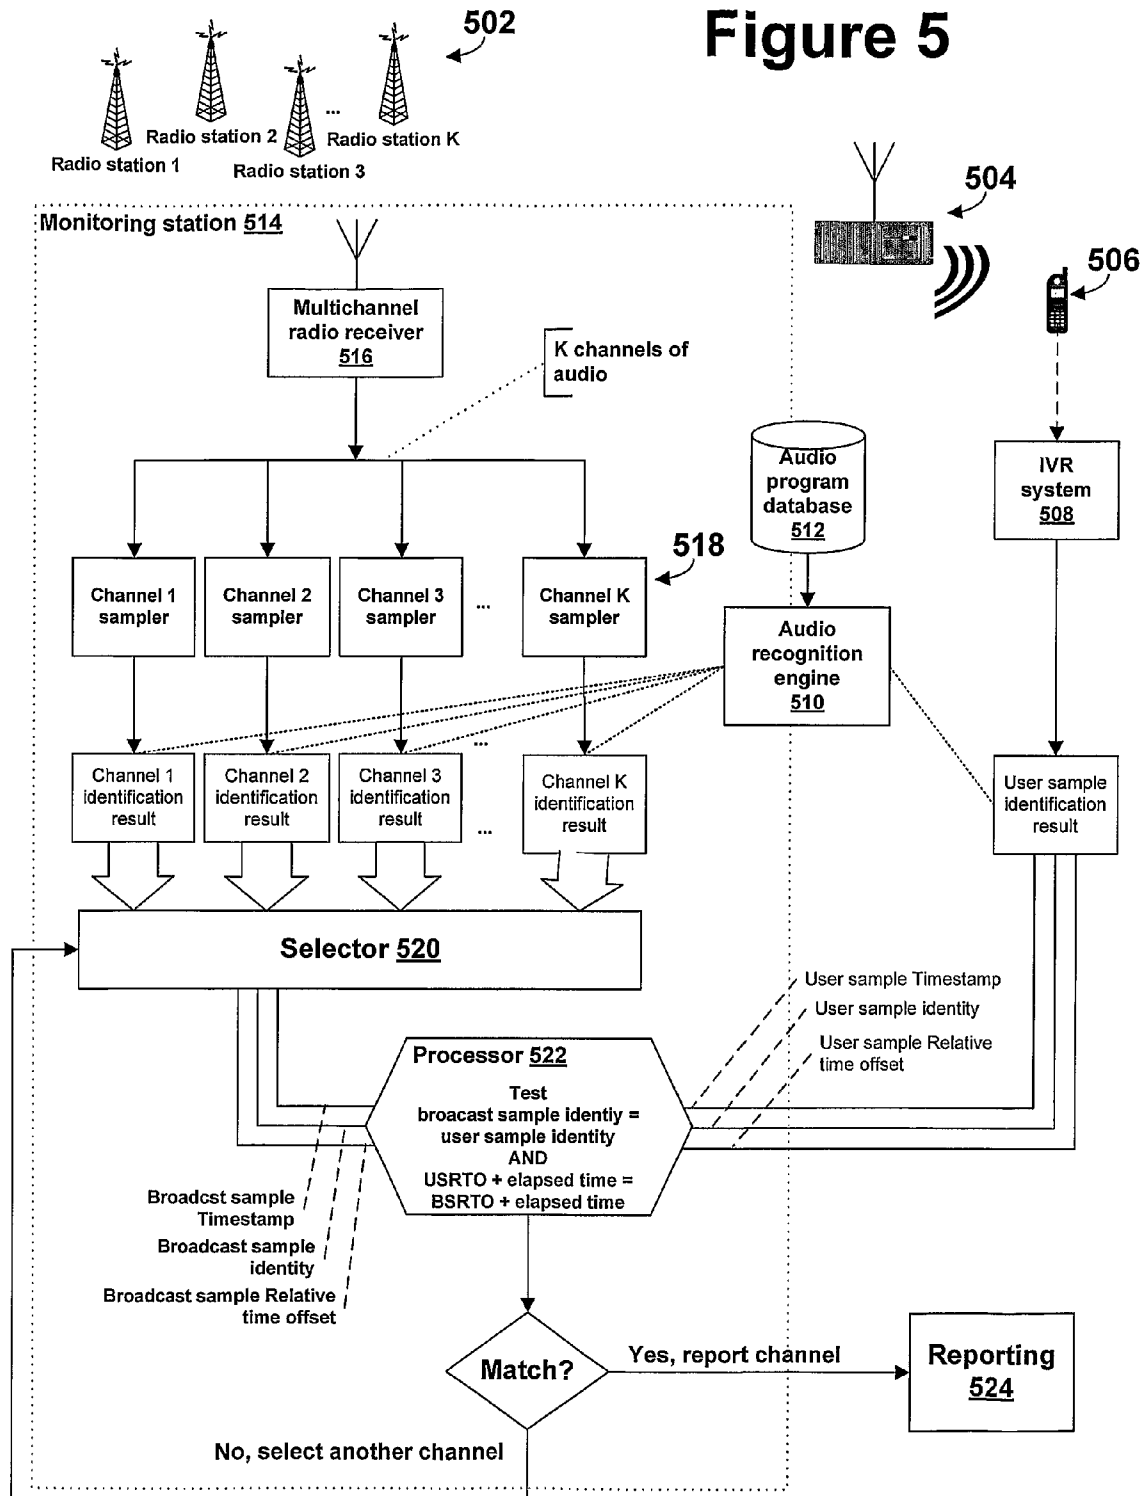 Figure 5
502
Radio station 1
Radio station 2
Radio station 3
...
Radio station K
504
506
Monitoring station 514
Multichannel
radio receiver
516
K channels of
audio
Audio
program
database
512
IVR
system
508
518
Channel 1
sampler
Channel 2
sampler
Channel 3
sampler
...
Channel K
sampler
Audio
recognition
engine
510
...
Channel 1
identification
result
Channel 2
identification
result
Channel 3
identification
result
...
Channel K
identification
result
User sample
identification
result
Selector 520
User sample Timestamp
User sample identity
User sample Relative
time offset
Processor 522
Test
broacast sample identiy =
user sample identity
AND
USRTO + elapsed time =
BSRTO + elapsed time
Broadcst sample
Timestamp
Broadcast sample
identity
Broadcast sample Relative
time offset
Match?
Yes, report channel
Reporting
524
No, select another channel